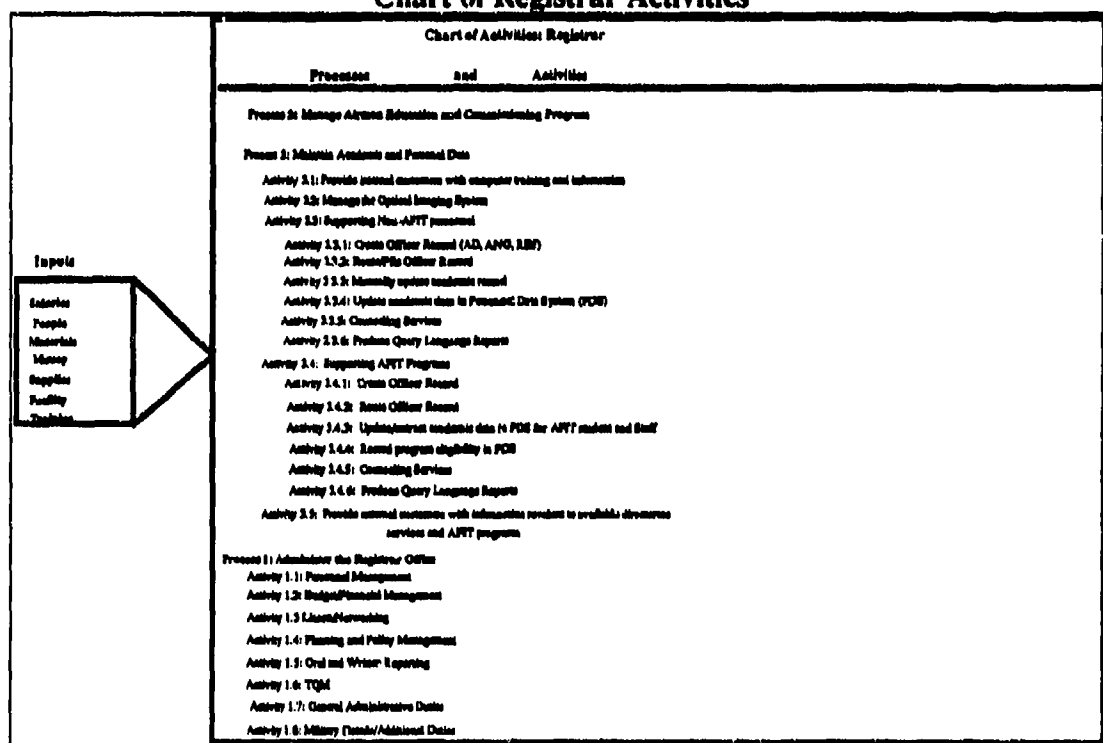 Chart of Registrar Activities
Chart of Activities: Registrar
Processes and Activities
Process 2: Manage Airmen Education and Commissioning Program
Process 3: Maintain Academic and Personal Data
Activity 3.1: Provide internal customers with computer training and information
Activity 3.2: Manage the Optical Imaging System
Activity 3.3: Supporting Non-AFIT personnel
Activity 3.3.1: Create Officer Record (AD, ANG, RES)
Activity 3.3.2: Route/File Officer Record
Activity 3.3.3: Manually update academic record
Activity 3.3.4: Update academic data in Personnel Data System (PDS)
Activity 3.3.5: Counseling Services
Activity 3.3.6: Produce Query Language Reports
Activity 3.4: Supporting AFIT Programs
Activity 3.4.1: Create Officer Record
Activity 3.4.2: Route Officer Record
Activity 3.4.3: Update/extract academic data in PDS for AFIT student and Staff
Activity 3.4.4: Record program eligibility in PDS
Activity 3.4.5: Counseling Services
Activity 3.4.6: Produce Query Language Reports
Activity 3.5: Provide external customers with information relevant to available directorate
services and AFIT programs
Process 1: Administer the Registrar Office
Activity 1.1: Personnel Management
Activity 1.2: Budget/Financial Management
Activity 1.3 Liason/Networking
Activity 1.4: Planning and Policy Management
Activity 1.5: Oral and Written Reporting
Activity 1.6: TQM
Activity 1.7: General Administrative Duties
Activity 1.8: Military Details/Additional Duties
Inputs
Salaries
People
Materials
Money
Supplies
Facility
Training